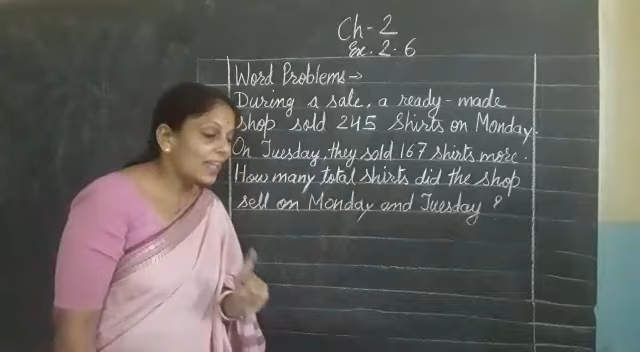 Ch-2
Ex. 2.6
Word Problems→
During a sale, a ready-made
shop sold 245 Shirts on Monday.
On Tuesday, they sold 167 shirts more.
How many total shirts did the shop
sell on Monday and Tuesday ?